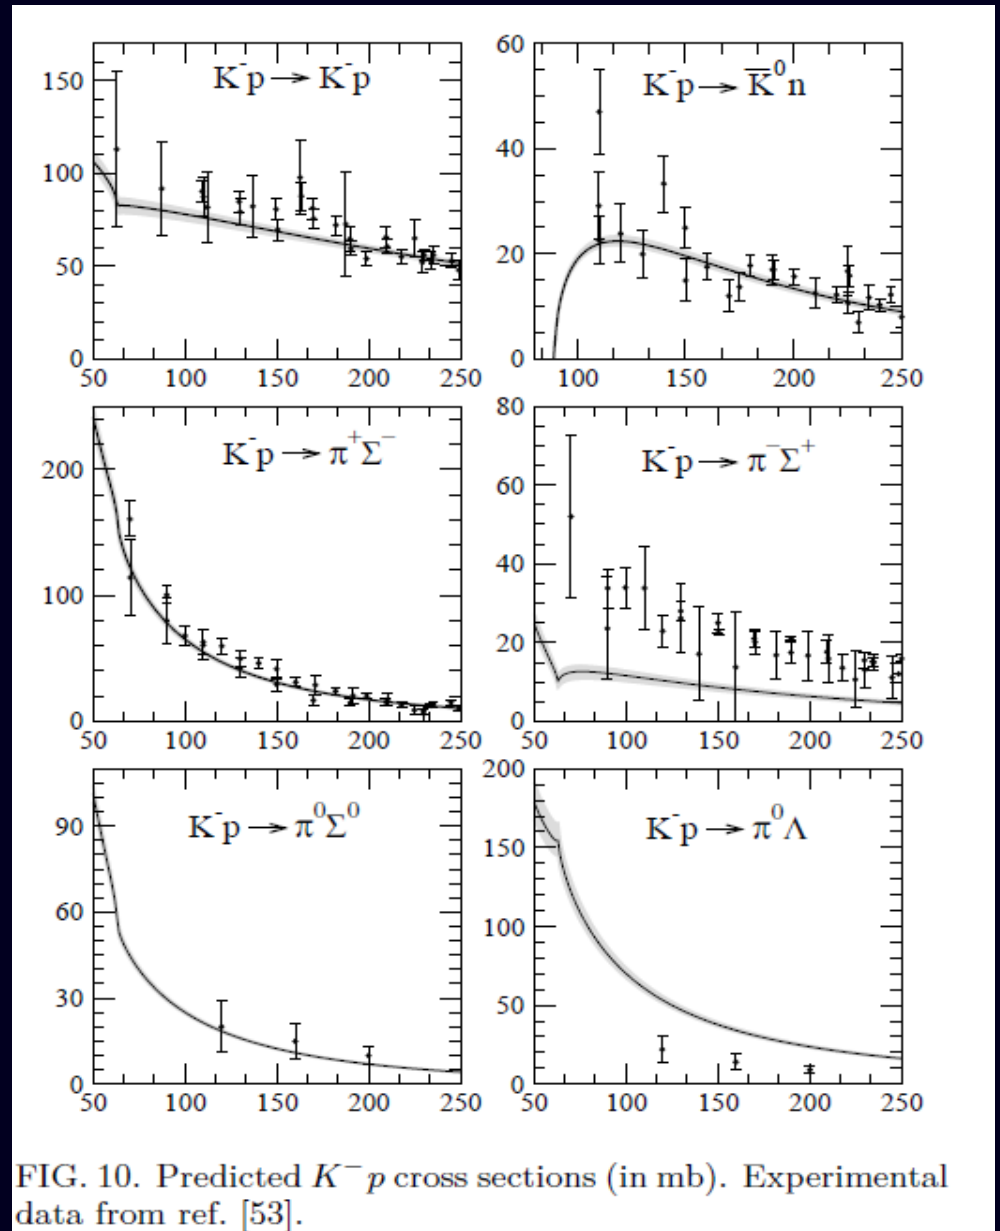 K⁻p → K⁻p
150
100
50
0
50 100 150 200 250
K⁻p → K̅⁰n
60
40
20
0
100 150 200 250
K⁻p → π⁺Σ⁻
200
100
0
50 100 150 200 250
K⁻p → π⁻Σ⁺
80
60
40
20
0
50 100 150 200 250
K⁻p → π⁰Σ⁰
90
60
30
0
50 100 150 200 250
K⁻p → π⁰Λ
200
150
100
50
0
50 100 150 200 250
FIG. 10. Predicted K⁻p cross sections (in mb). Experimental
data from ref. [53].